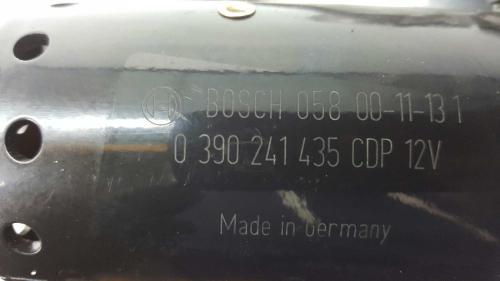 BOSCH 058 00-11-13 1
0 390 241 435 CDP 12V
Made in Germany